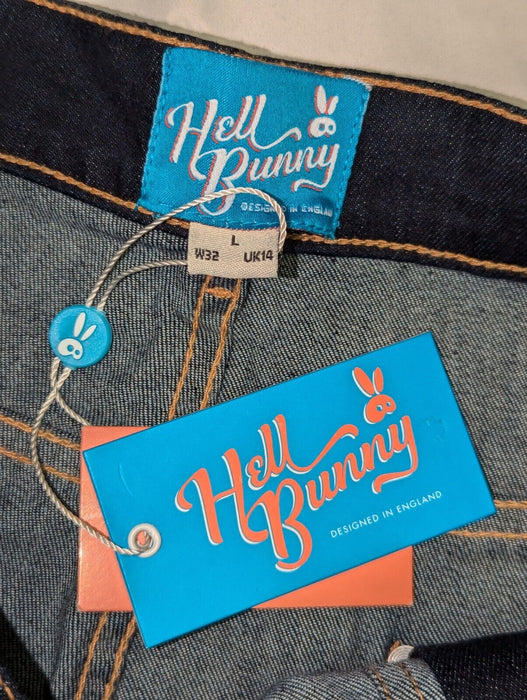 Hell
Bunny
DESIGNED IN ENGLAND
L
W32 UK14
Hell
Bunny
DESIGNED IN ENGLAND